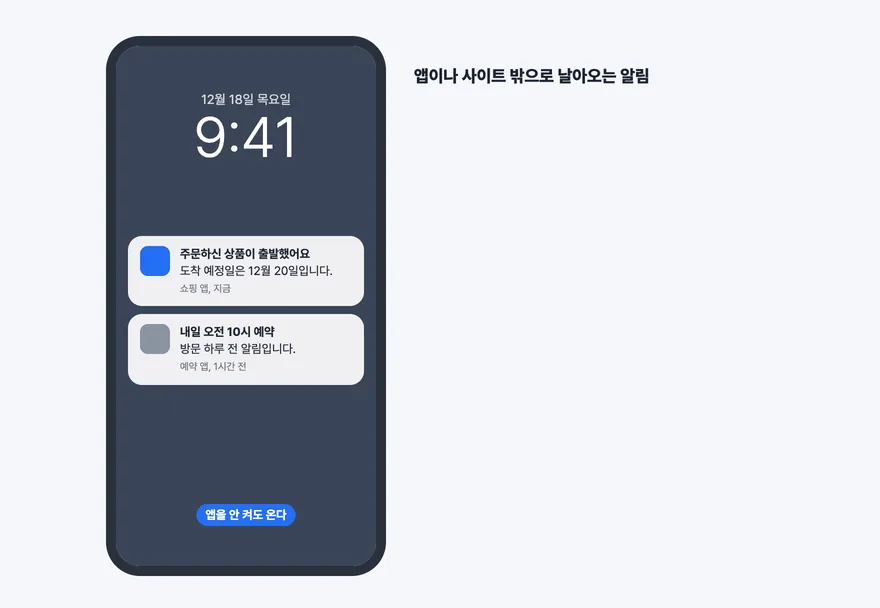 12월 18일 목요일
9:41
주문하신 상품이 출발했어요
도착 예정일은 12월 20일입니다.
쇼핑 앱, 지금
내일 오전 10시 예약
방문 하루 전 알림입니다.
예약 앱, 1시간 전
앱을 안 켜도 온다
앱이나 사이트 밖으로 날아오는 알림